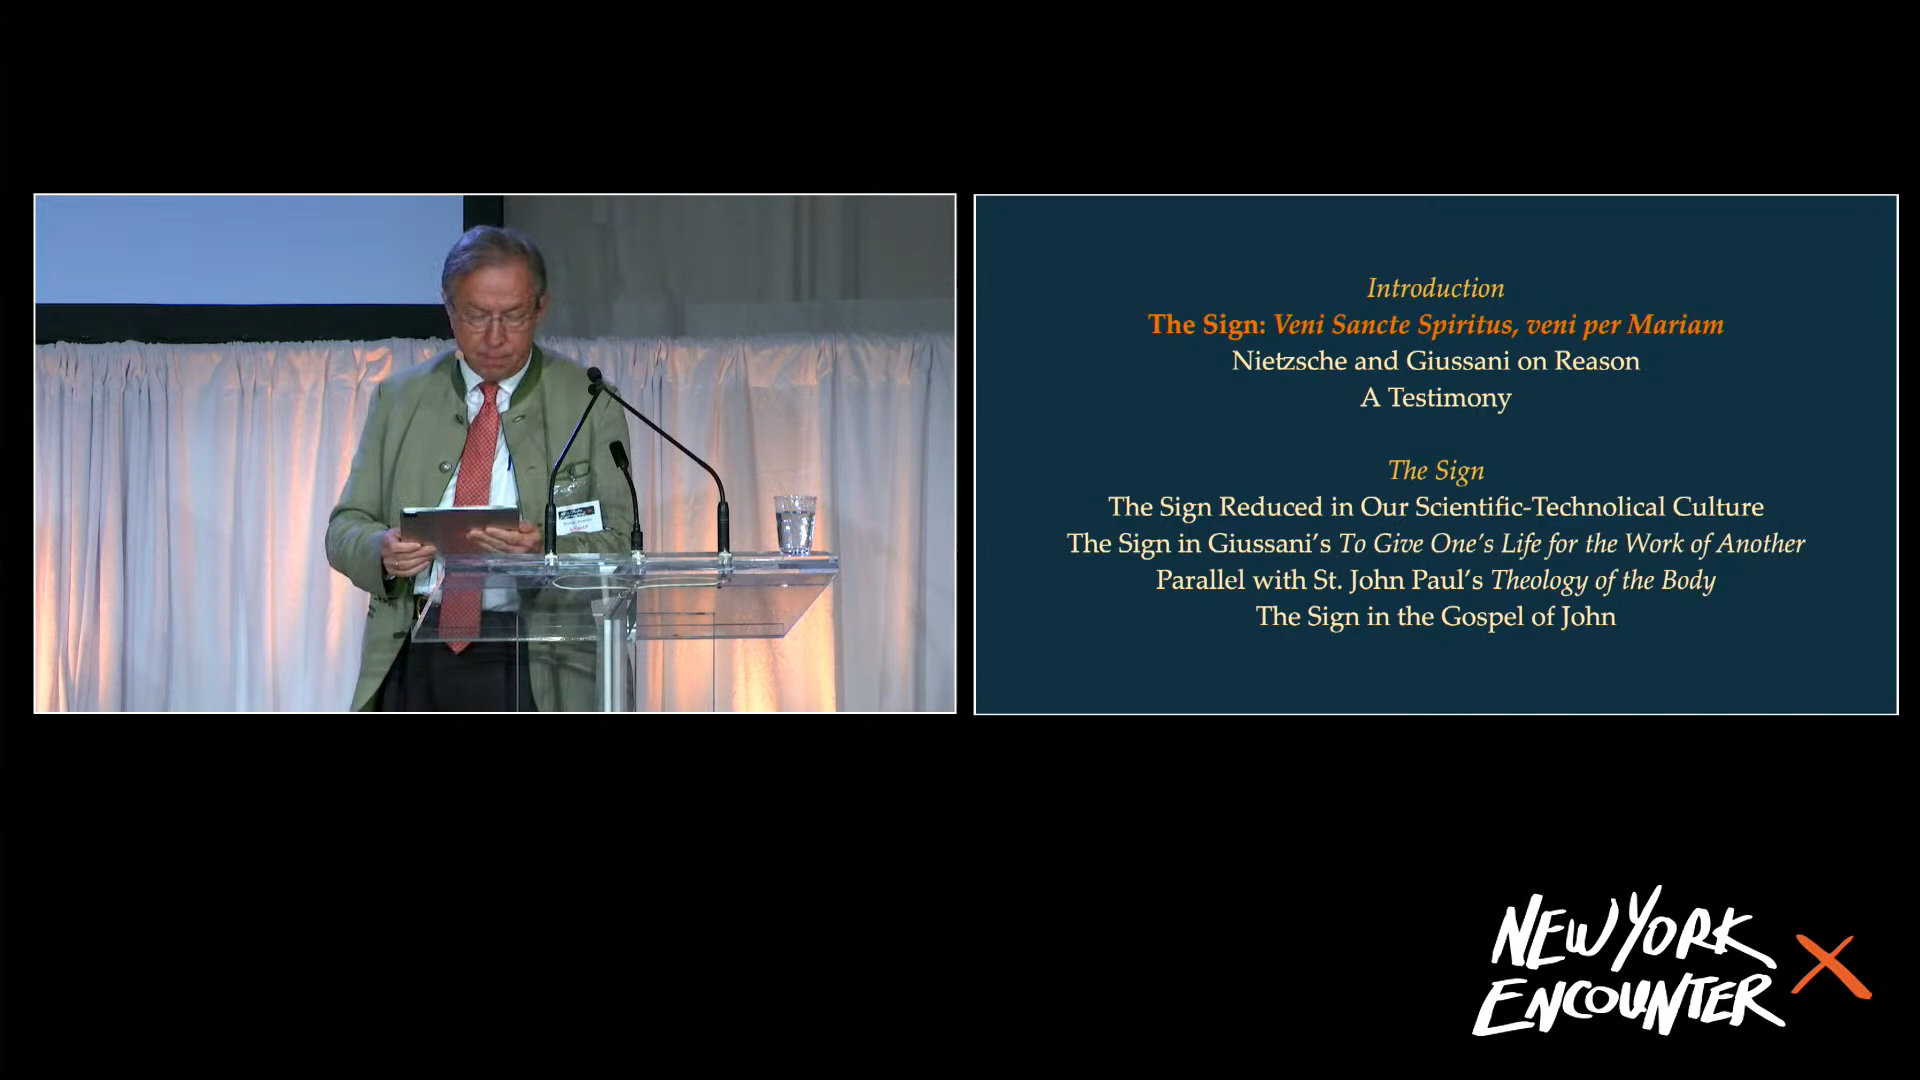 Introduction
The Sign: Veni Sancte Spiritus, veni per Mariam
Nietzsche and Giussani on Reason
A Testimony
The Sign
The Sign Reduced in Our Scientific-Technolical Culture
The Sign in Giussani's To Give One's Life for the Work of Another
Parallel with St. John Paul's Theology of the Body
The Sign in the Gospel of John
NEW YORK
ENCOUNTER